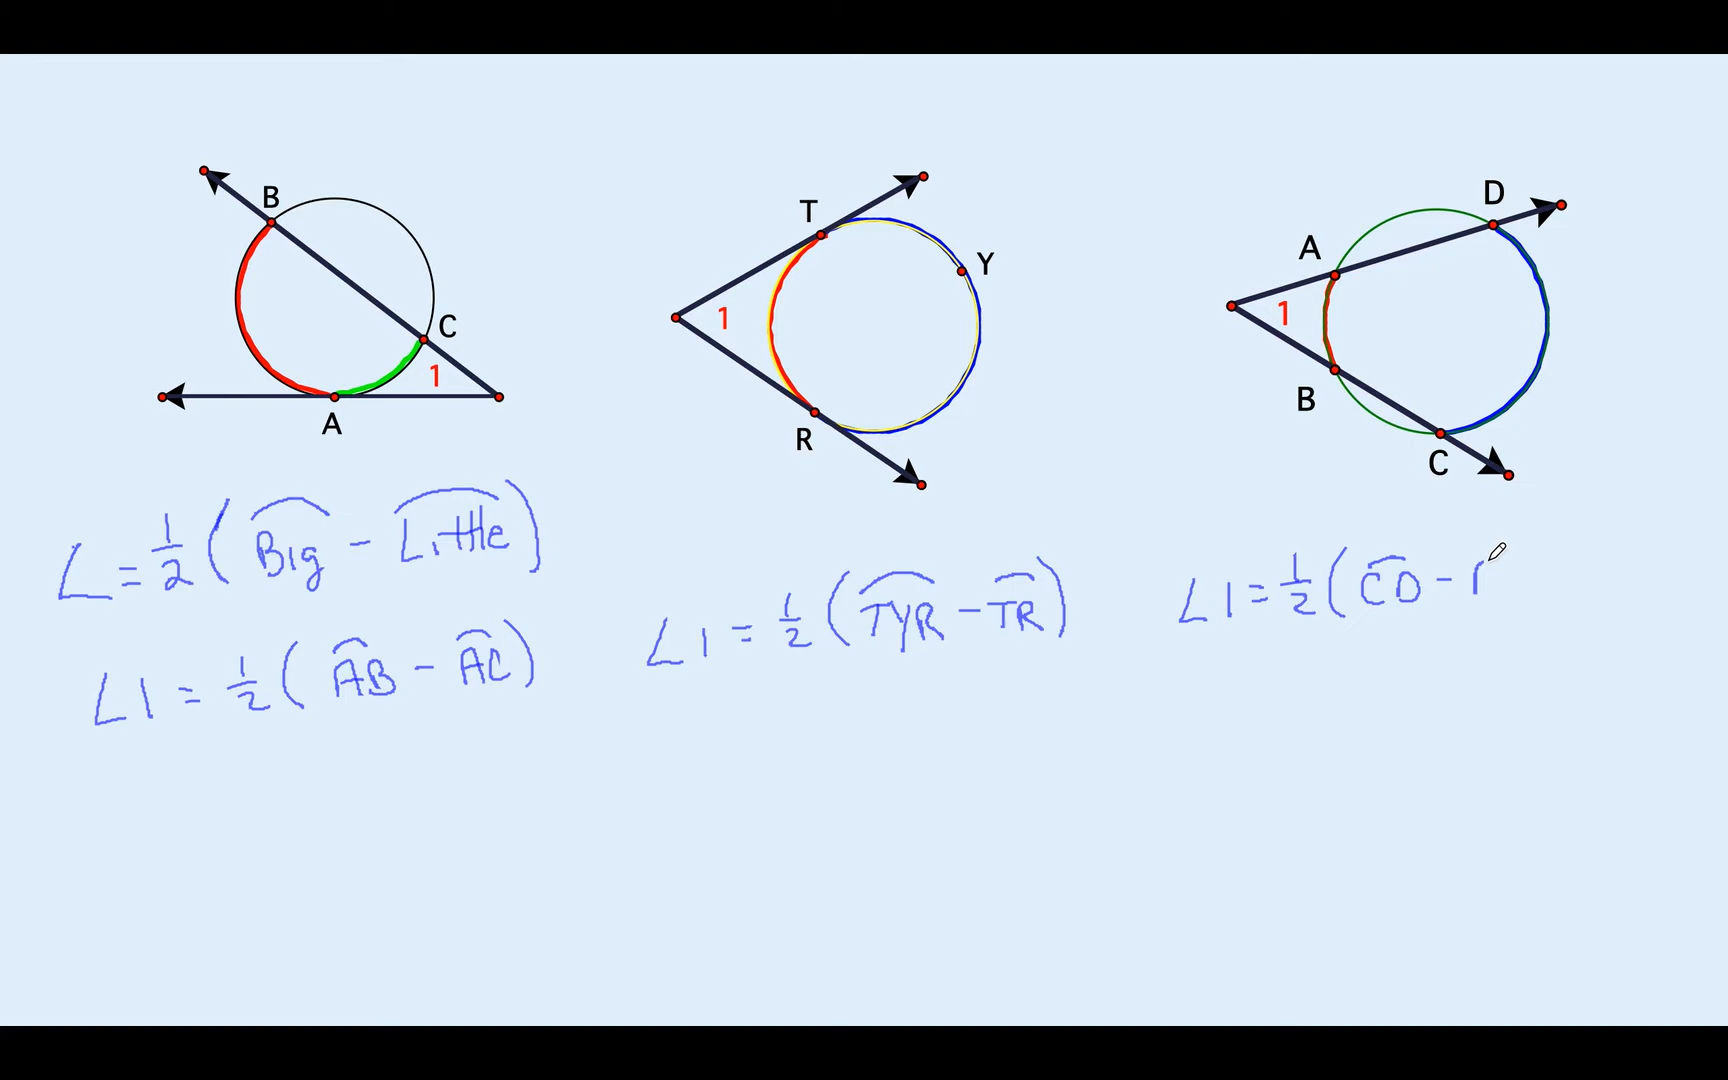 B
C
1
A
T
Y
1
R
D
A
1
B
C
∠ = 1/2 ( Big - Little )
∠1 = 1/2 ( AB - AC )
∠1 = 1/2 ( TYR - TR )
∠1 = 1/2 ( CD -